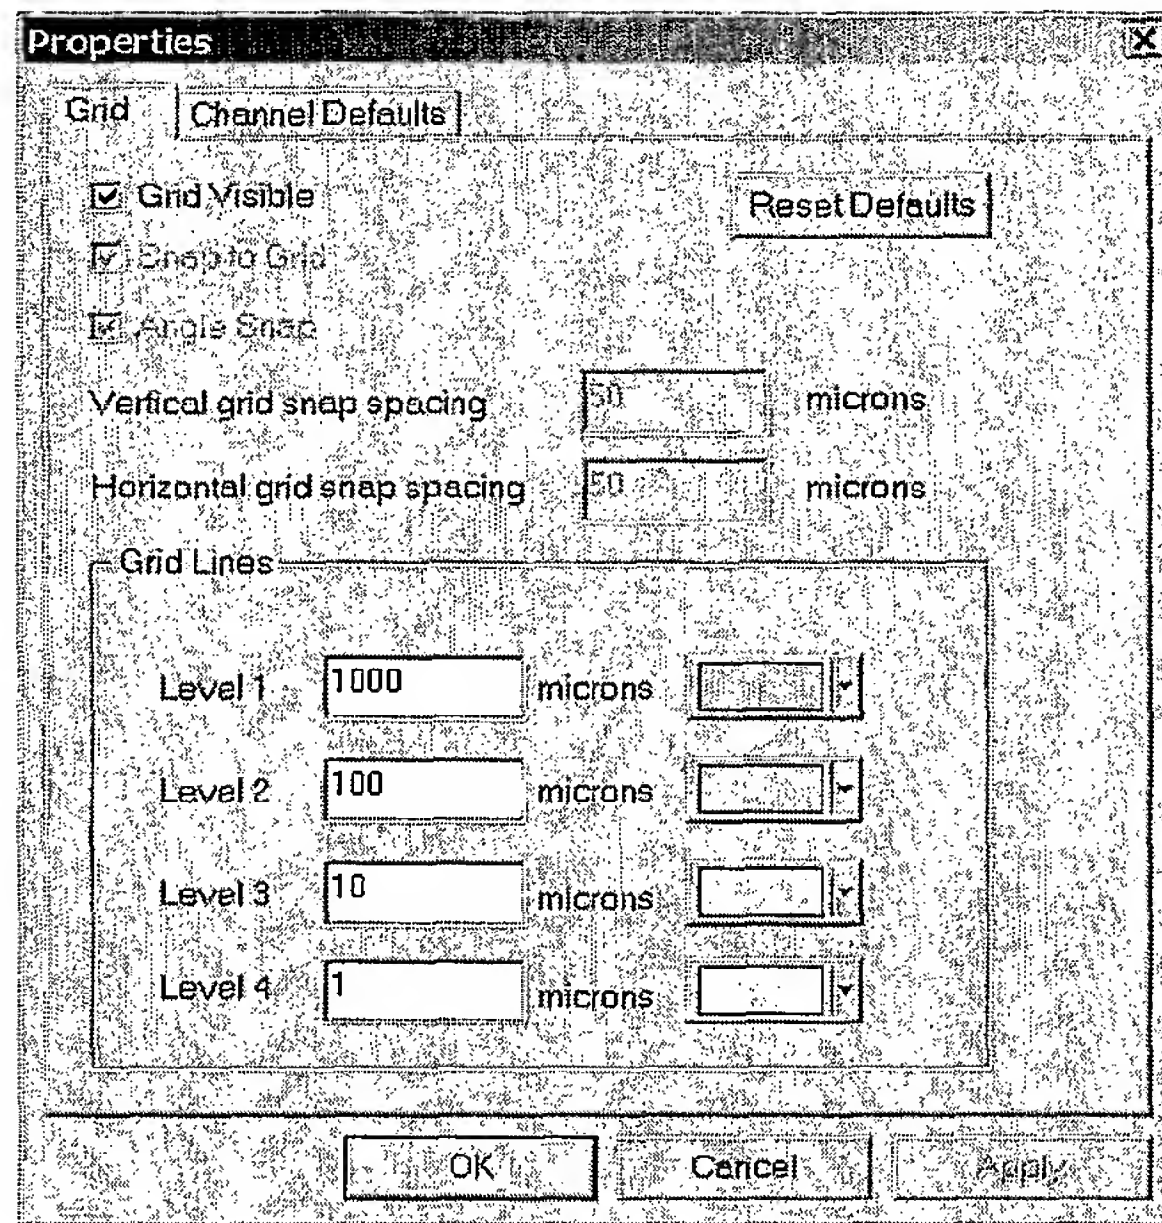 Properties
Grid Channel Defaults
Grid Visible Reset Defaults
Snap to Grid
Angle Snap
Vertical grid snap spacing 50 microns
Horizontal grid snap spacing 50 microns
Grid Lines
Level 1 1000 microns
Level 2 100 microns
Level 3 10 microns
Level 4 1 microns
OK Cancel Apply